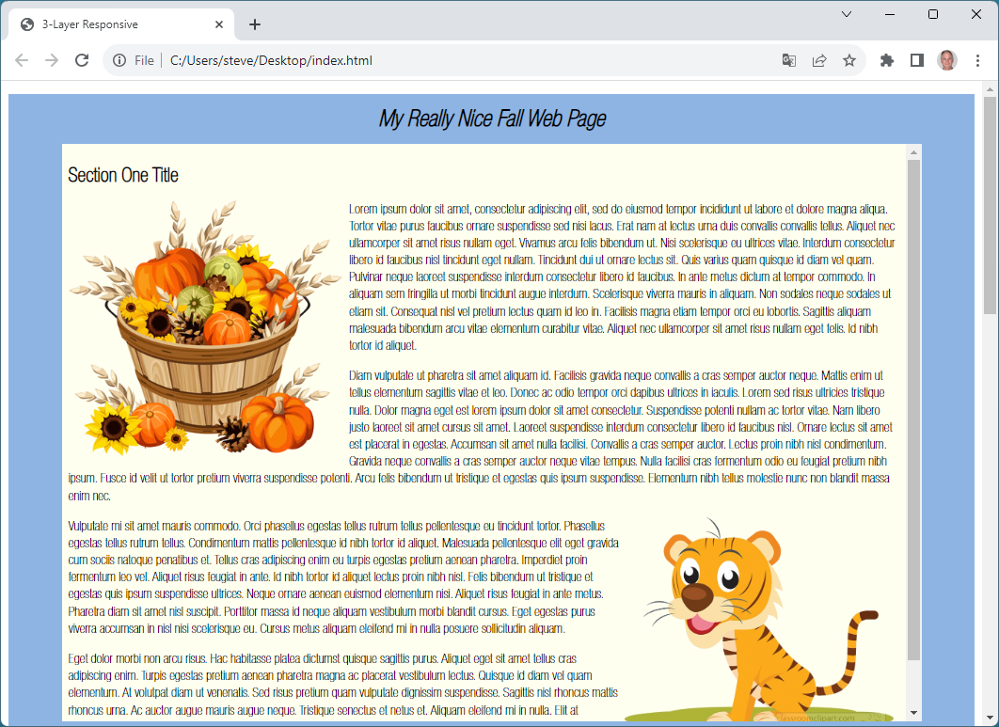 3-Layer Responsive
File
C:/Users/steve/Desktop/index.html
My Really Nice Fall Web Page
Section One Title
Lorem ipsum dolor sit amet, consectetur adipiscing elit, sed do eiusmod tempor incididunt ut labore et dolore magna aliqua.
Tortor vitae purus faucibus ornare suspendisse sed nisi lacus. Erat nam at lectus urna duis convallis convallis tellus. Aliquet nec
ullamcorper sit amet risus nullam eget. Vivamus arcu felis bibendum ut. Nisi scelerisque eu ultrices vitae. Interdum consectetur
libero id faucibus nisl tincidunt eget nullam. Tincidunt dui ut ornare lectus sit. Quis varius quam quisque id diam vel quam.
Pulvinar neque laoreet suspendisse interdum consectetur libero id faucibus. In ante metus dictum at tempor commodo. In
aliquam sem fringilla ut morbi tincidunt augue interdum. Scelerisque viverra mauris in aliquam. Non sodales neque sodales ut
etiam sit. Consequat nisl vel pretium lectus quam id leo in. Facilisis magna etiam tempor orci eu lobortis. Sagittis aliquam
malesuada bibendum arcu vitae elementum curabitur vitae. Aliquet nec ullamcorper sit amet risus nullam eget felis. Id nibh
tortor id aliquet.
Diam vulputate ut pharetra sit amet aliquam id. Facilisis gravida neque convallis a cras semper auctor neque. Mattis enim ut
tellus elementum sagittis vitae et leo. Donec ac odio tempor orci dapibus ultrices in iaculis. Lorem sed risus ultricies tristique
nulla. Dolor magna eget est lorem ipsum dolor sit amet consectetur. Suspendisse potenti nullam ac tortor vitae. Nam libero
justo laoreet sit amet cursus sit amet. Laoreet suspendisse interdum consectetur libero id faucibus nisl. Ornare lectus sit amet
est placerat in egestas. Accumsan sit amet nulla facilisi. Convallis a cras semper auctor. Lectus proin nibh nisl condimentum.
Gravida neque convallis a cras semper auctor neque vitae tempus. Nulla facilisi cras fermentum odio eu feugiat pretium nibh
ipsum. Fusce id velit ut tortor pretium viverra suspendisse potenti. Arcu felis bibendum ut tristique et egestas quis ipsum suspendisse. Elementum nibh tellus molestie nunc non blandit massa
enim nec.
Vulputate mi sit amet mauris commodo. Orci phasellus egestas tellus rutrum tellus pellentesque eu tincidunt tortor. Phasellus
egestas tellus rutrum tellus. Condimentum mattis pellentesque id nibh tortor id aliquet. Malesuada pellentesque elit eget gravida
cum sociis natoque penatibus et. Tellus cras adipiscing enim eu turpis egestas pretium aenean pharetra. Imperdiet proin
fermentum leo vel. Aliquet risus feugiat in ante. Id nibh tortor id aliquet lectus proin nibh nisl. Felis bibendum ut tristique et
egestas quis ipsum suspendisse ultrices. Neque ornare aenean euismod elementum nisi. Aliquet risus feugiat in ante metus.
Pharetra diam sit amet nisl suscipit. Porttitor massa id neque aliquam vestibulum morbi blandit cursus. Eget egestas purus
viverra accumsan in nisl nisi scelerisque eu. Cursus metus aliquam eleifend mi in nulla posuere sollicitudin aliquam.
Eget dolor morbi non arcu risus. Hac habitasse platea dictumst quisque sagittis purus. Aliquet eget sit amet tellus cras
adipiscing enim. Turpis egestas pretium aenean pharetra magna ac placerat vestibulum lectus. Quisque id diam vel quam
elementum. At volutpat diam ut venenatis. Sed risus pretium quam vulputate dignissim suspendisse. Sagittis nisl rhoncus mattis
rhoncus urna. Ac auctor augue mauris augue neque. Tristique senectus et netus et. Aliquam eleifend mi in nulla. Elit at